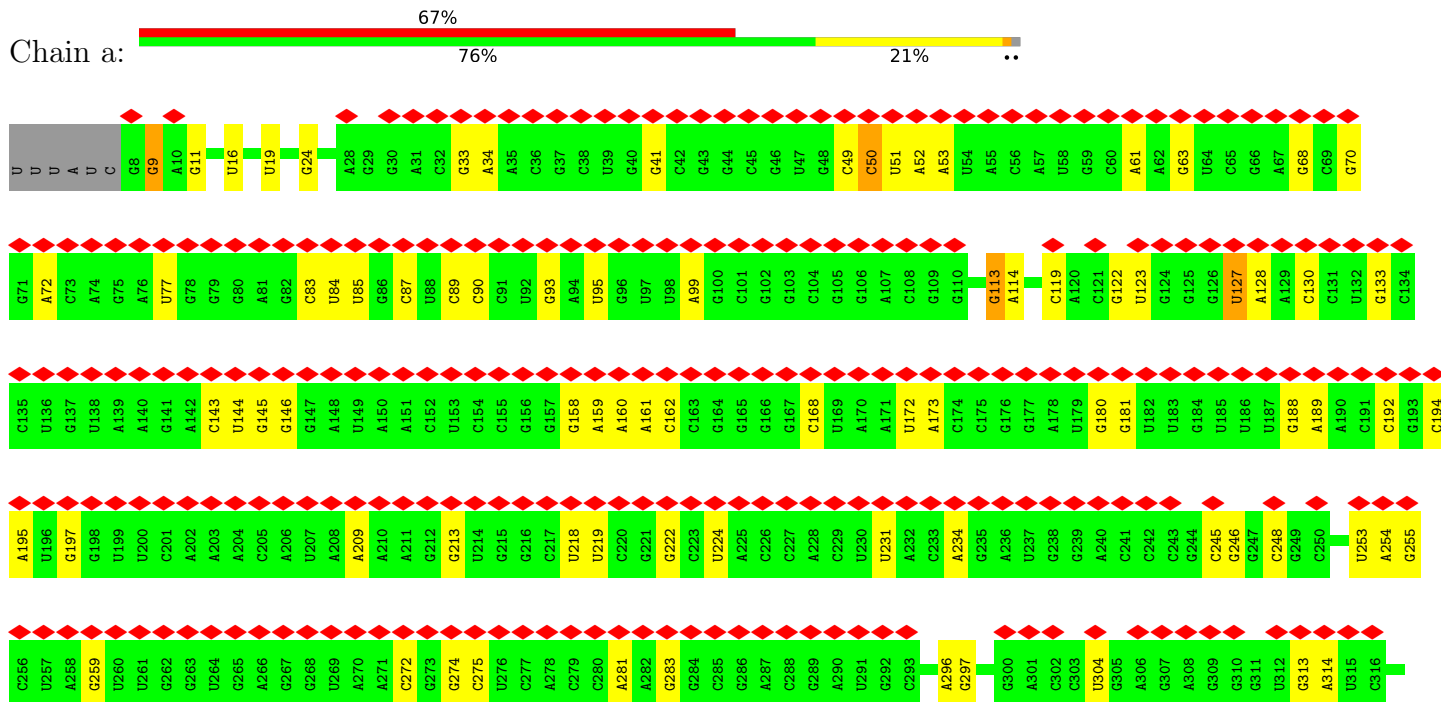 67%
Chain a:
76% 21% ••
U U U A U C G8 G9 A10 G11 U16 U19 G24 A28 G29 G30 A31 C32 G33 A34 A35 C36 G37 C38 U39 G40 G41 C42 G43 G44 C45 G46 U47 G48 C49 C50 U51 A52 A53 U54 A55 C56 A57 U58 G59 C60 A61 A62 G63 U64 C65 G66 A67 G68 C69 G70
G71 A72 C73 A74 G75 A76 U77 G78 G79 G80 A81 G82 C83 U84 U85 G86 C87 U88 C89 C90 C91 U92 G93 A94 U95 G96 U97 U98 A99 G100 C101 G102 G103 C104 G105 G106 A107 C108 G109 G110 G113 A114 C119 A120 C121 G122 U123 G124 G125 G126 U127 A128 A129 C130 C131 U132 G133 C134
C135 U136 G137 U138 A139 A140 G141 A142 C143 U144 G145 G146 G147 A148 U149 A150 A151 C152 U153 C154 C155 G156 G157 G158 A159 A160 A161 C162 C163 G164 G165 G166 G167 C168 U169 A170 A171 U172 A173 C174 C175 G176 G177 A178 U179 G180 G181 U182 U183 G184 U185 U186 U187 G188 A189 A190 C191 C192 G193 C194
A195 U196 G197 G198 U199 U200 C201 A202 A203 A204 C205 A206 U207 A208 A209 A210 A211 G212 G213 U214 G215 G216 C217 U218 U219 C220 G221 G222 C223 U224 A225 C226 C227 A228 C229 U230 U231 A232 C233 A234 G235 A236 U237 G238 G239 A240 C241 C242 C243 G244 C245 G246 G247 C248 G249 C250 U253 A254 G255
C256 U257 A258 G259 U260 U261 G262 G263 U264 G265 A266 G267 G268 U269 A270 A271 C272 G273 G274 C275 U276 C277 A278 C279 C280 A281 A282 G283 G284 C285 G286 A287 C288 G289 A290 U291 G292 C293 A296 G297 G300 A301 C302 C303 U304 G305 A306 G307 A308 G309 G310 G311 U312 G313 A314 U315 C316